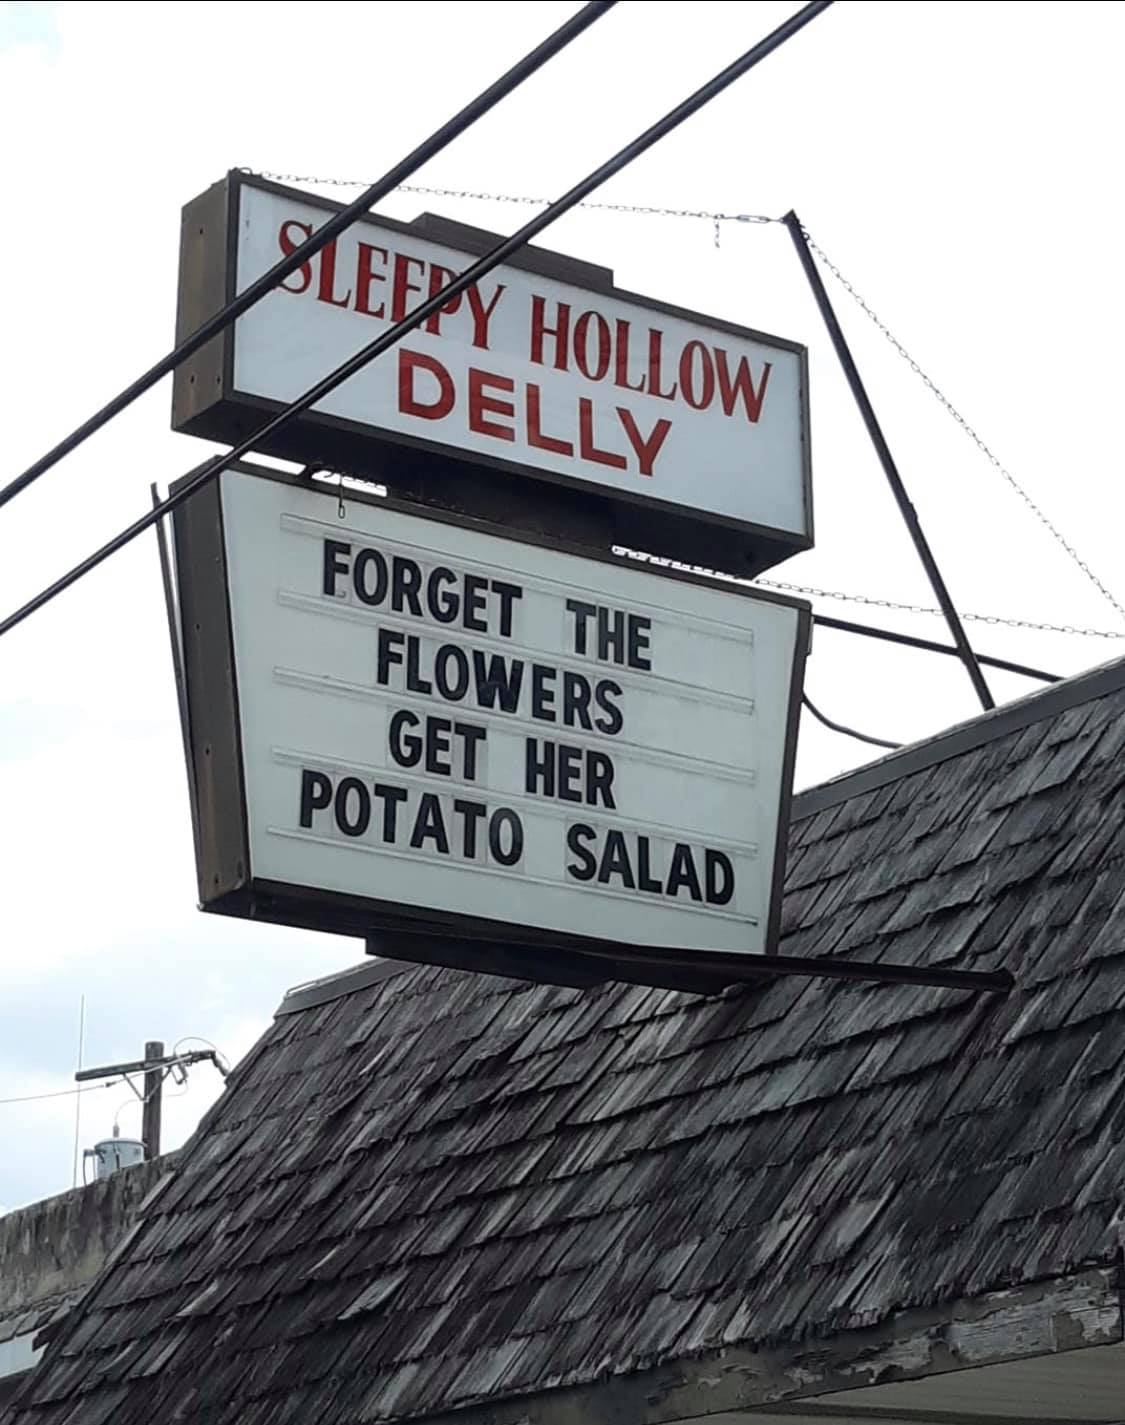 SLEEPY HOLLOW
DELLY
FORGET THE
FLOWERS
GET HER
POTATO SALAD